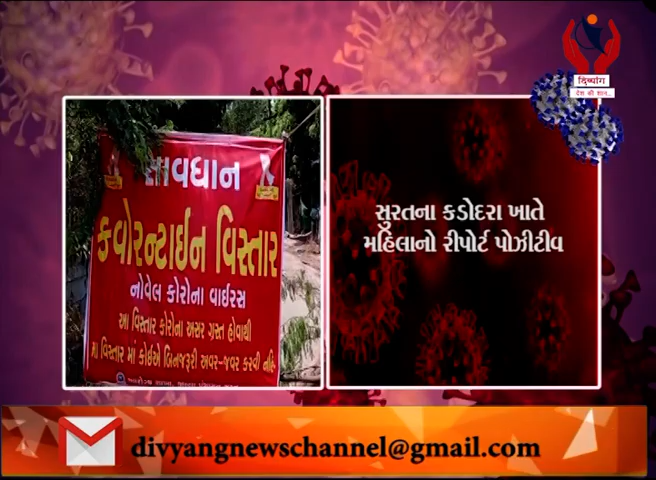 दिव्यांग
देश की शान..
સાવધાન
કવોરન્ટાઈન વિસ્તાર
નોવેલ કોરોના વાઈરસ
આ વિસ્તાર કોરોના અસર ગ્રસ્ત હોવાથી
આ વિસ્તાર માં કોઈએ બિનજરૂરી અવર-જવર કરવી નહિ
સુરતના કડોદરા ખાતે
મહિલાનો રીપોર્ટ પોઝીટીવ
divyangnewschannel@gmail.com